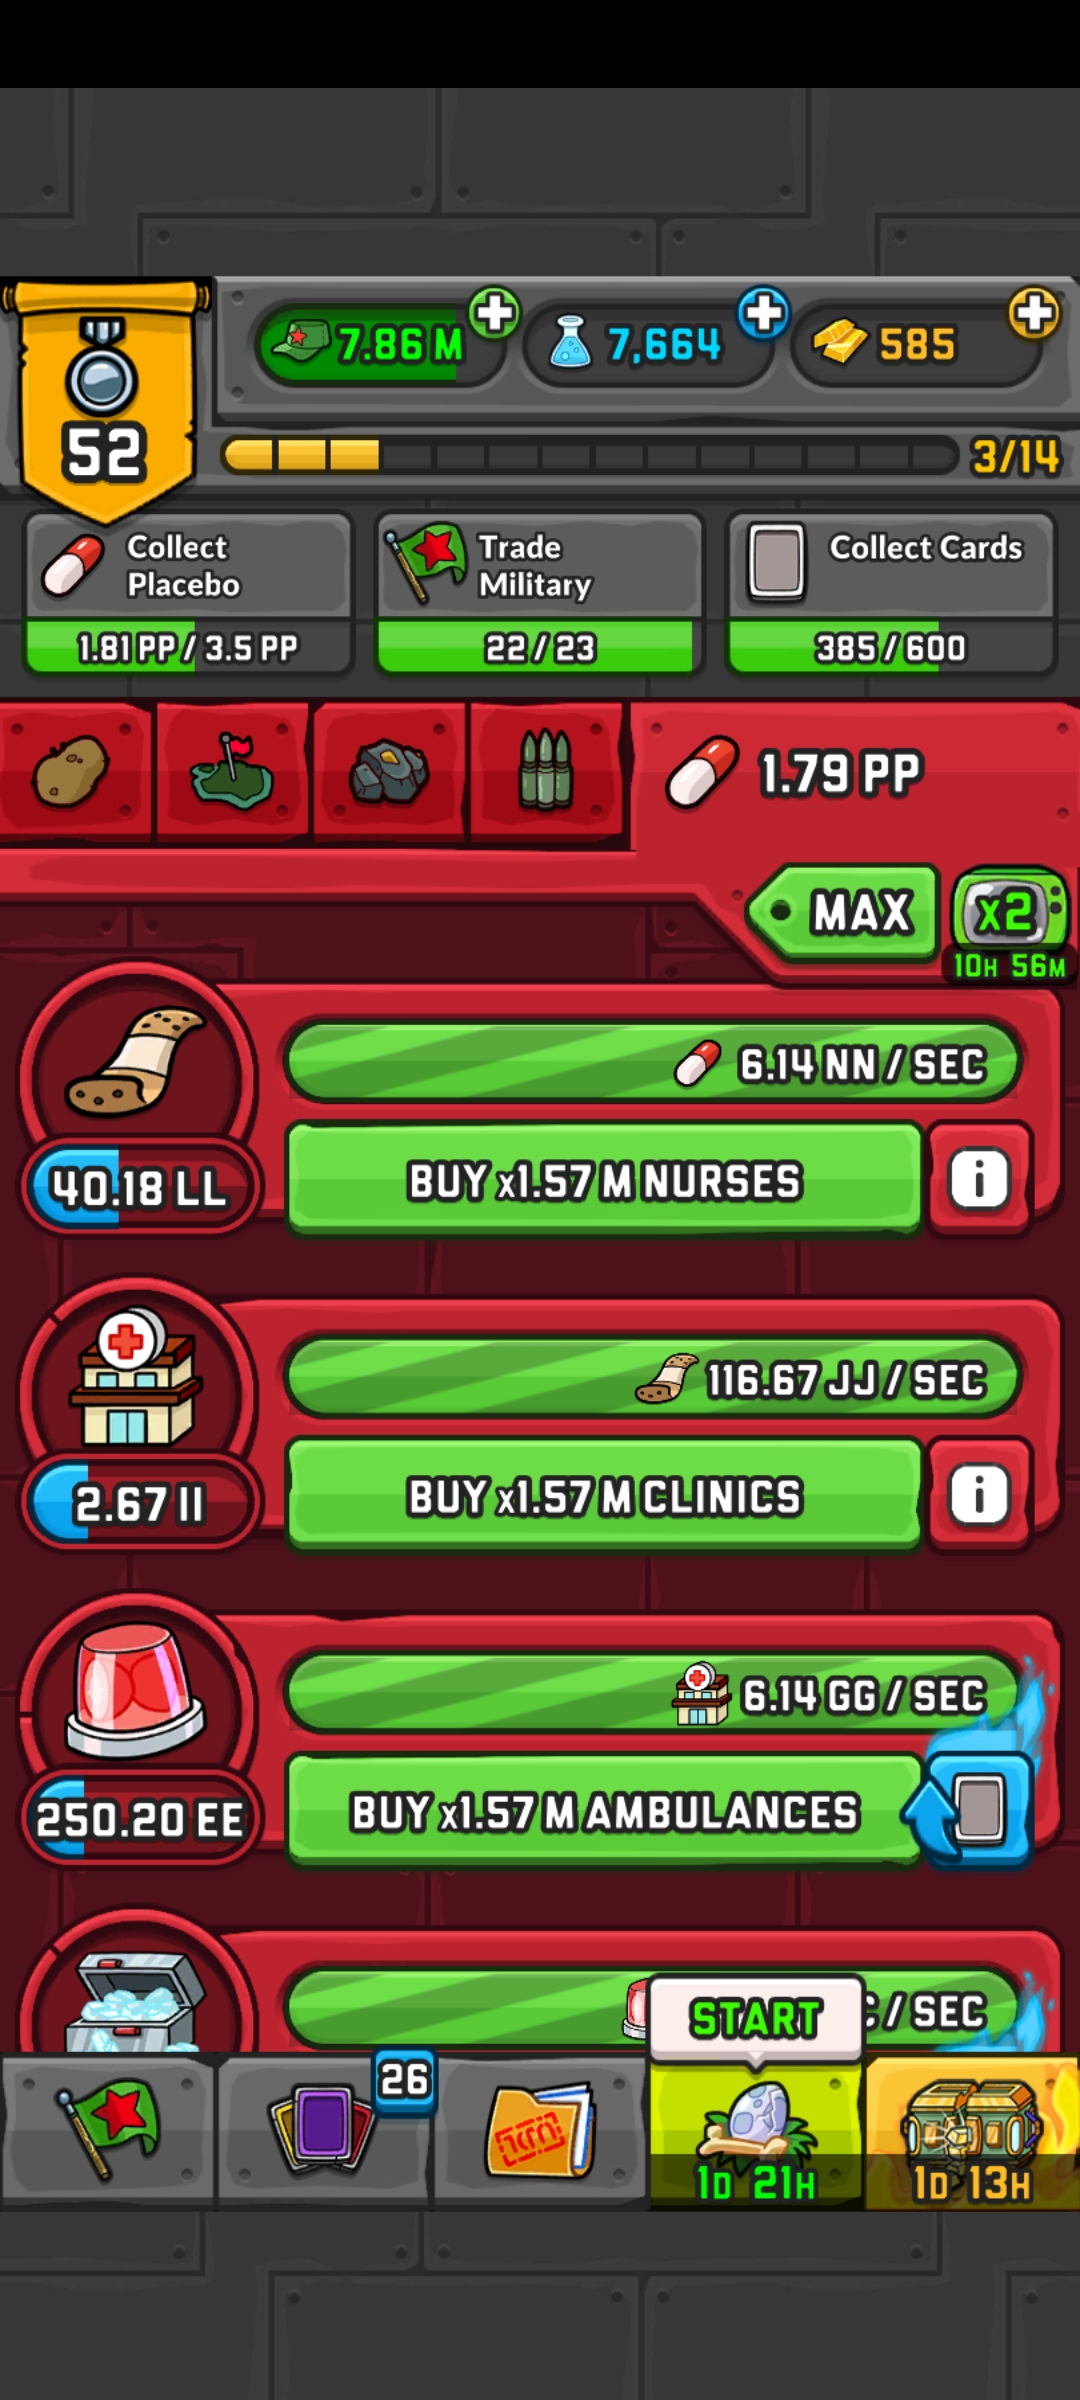 7.86 M
7,664
585
52
3/14
Collect
Placebo
Trade
Military
Collect Cards
1.81 PP / 3.5 PP
22 / 23
385 / 600
1.79 PP
MAX
x2
10H 56M
6.14 NN / SEC
40.18 LL
BUY x1.57 M NURSES
i
116.67 JJ / SEC
2.67 II
BUY x1.57 M CLINICS
i
6.14 GG / SEC
250.20 EE
BUY x1.57 M AMBULANCES
/ SEC
START
26
1D 21H
1D 13H